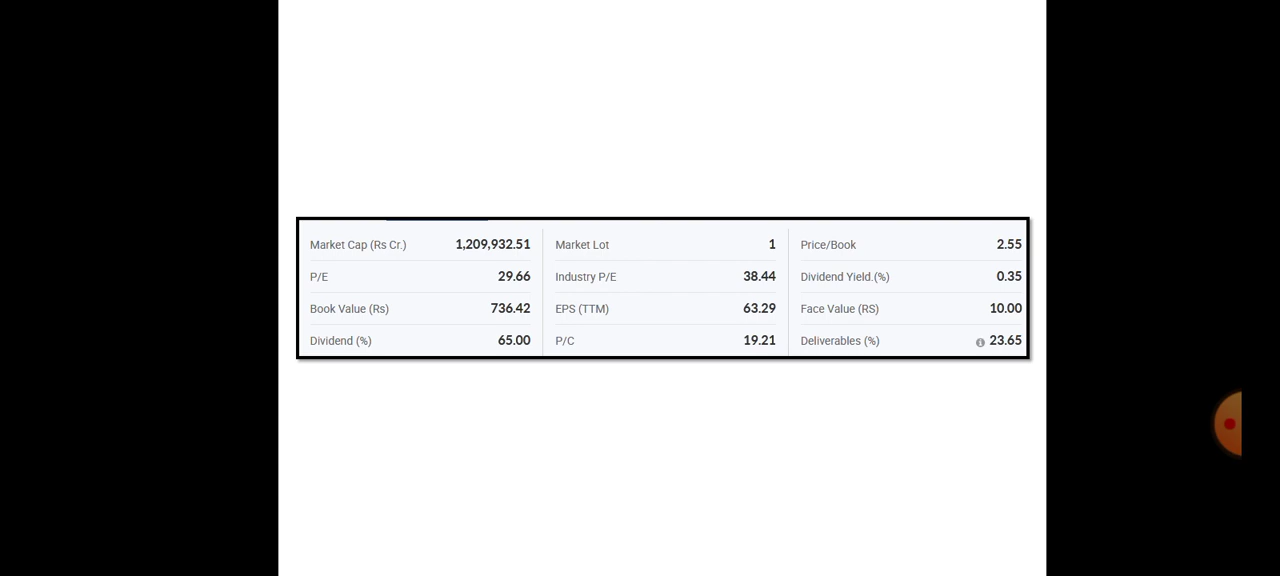 Market Cap (Rs Cr.) 1,209,932.51 Market Lot 1 Price/Book 2.55
P/E 29.66 Industry P/E 38.44 Dividend Yield.(%) 0.35
Book Value (Rs) 736.42 EPS (TTM) 63.29 Face Value (RS) 10.00
Dividend (%) 65.00 P/C 19.21 Deliverables (%) 23.65